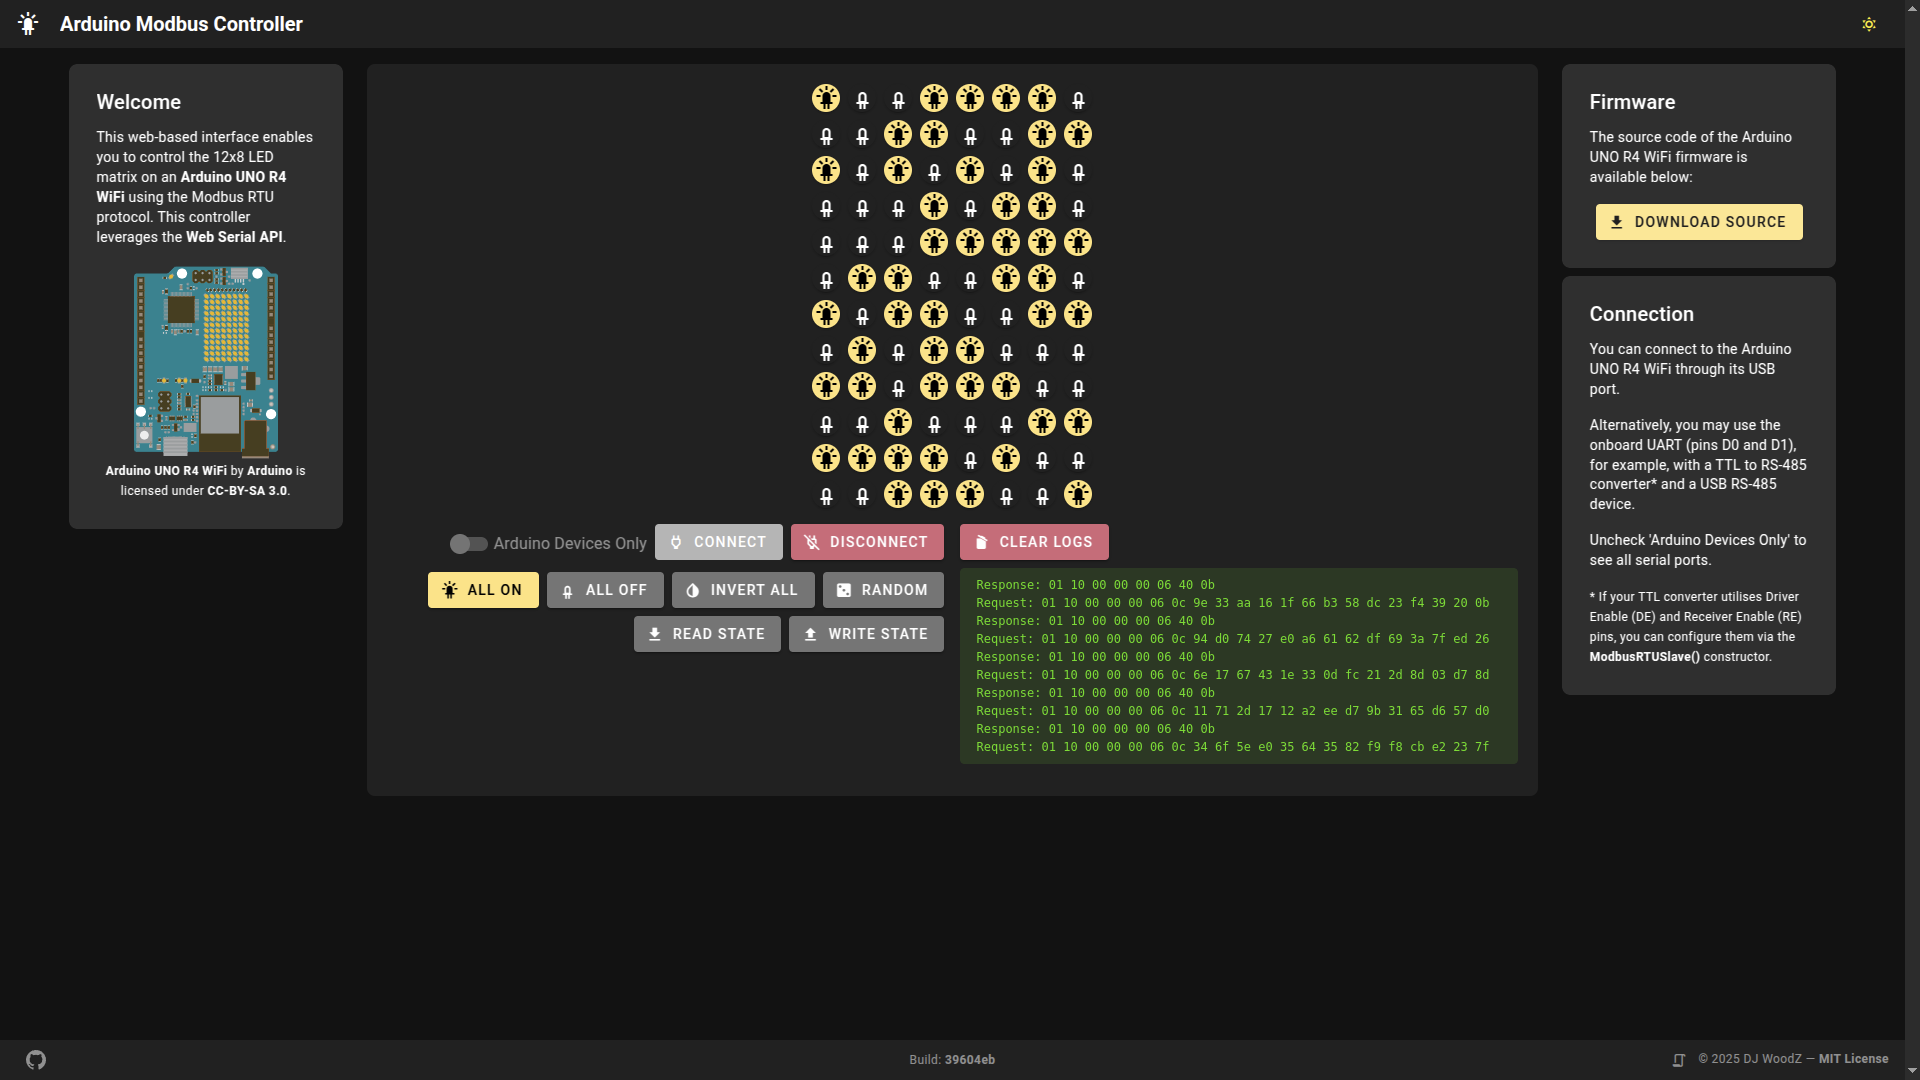 Arduino Modbus Controller
Welcome
This web-based interface enables
you to control the 12x8 LED
matrix on an Arduino UNO R4
WiFi using the Modbus RTU
protocol. This controller
leverages the Web Serial API.
Arduino UNO R4 WiFi by Arduino is
licensed under CC-BY-SA 3.0.
Arduino Devices Only
CONNECT
DISCONNECT
CLEAR LOGS
ALL ON
ALL OFF
INVERT ALL
RANDOM
READ STATE
WRITE STATE
Response: 01 10 00 00 00 06 40 0b
Request: 01 10 00 00 00 06 0c 9e 33 aa 16 1f 66 b3 58 dc 23 f4 39 20 0b
Response: 01 10 00 00 00 06 40 0b
Request: 01 10 00 00 00 06 0c 94 d0 74 27 e0 a6 61 62 df 69 3a 7f ed 26
Response: 01 10 00 00 00 06 40 0b
Request: 01 10 00 00 00 06 0c 6e 17 67 43 1e 33 0d fc 21 2d 8d 03 d7 8d
Response: 01 10 00 00 00 06 40 0b
Request: 01 10 00 00 00 06 0c 11 71 2d 17 12 a2 ee d7 9b 31 65 d6 57 d0
Response: 01 10 00 00 00 06 40 0b
Request: 01 10 00 00 00 06 0c 34 6f 5e e0 35 64 35 82 f9 f8 cb e2 23 7f
Firmware
The source code of the Arduino
UNO R4 WiFi firmware is
available below:
DOWNLOAD SOURCE
Connection
You can connect to the Arduino
UNO R4 WiFi through its USB
port.
Alternatively, you may use the
onboard UART (pins D0 and D1),
for example, with a TTL to RS-485
converter* and a USB RS-485
device.
Uncheck 'Arduino Devices Only' to
see all serial ports.
* If your TTL converter utilises Driver
Enable (DE) and Receiver Enable (RE)
pins, you can configure them via the
ModbusRTUSlave() constructor.
Build: 39604eb
© 2025 DJ WoodZ — MIT License